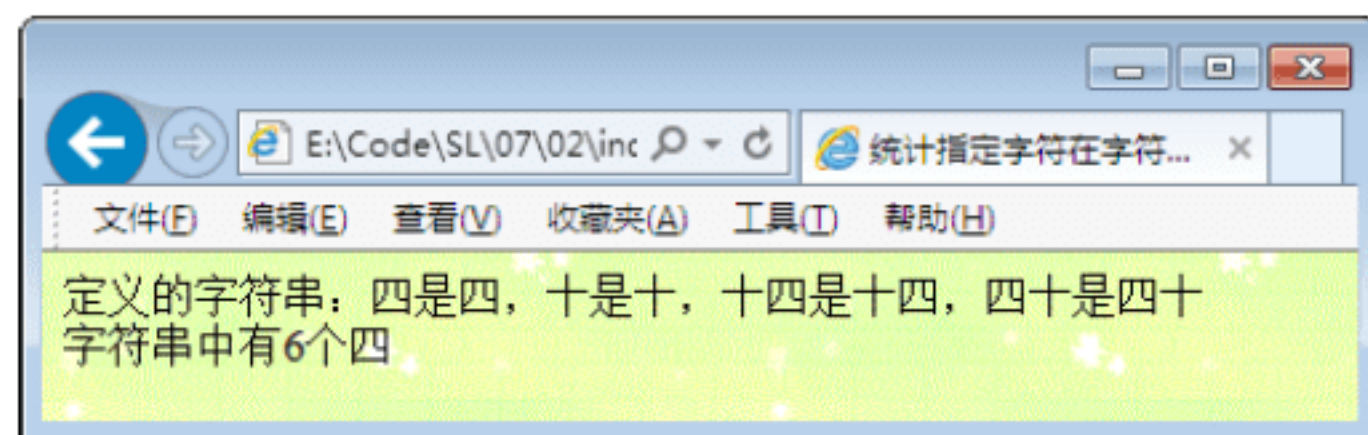 E:\Code\SL\07\02\inc
统计指定字符在字符...
文件(F) 编辑(E) 查看(V) 收藏夹(A) 工具(T) 帮助(H)
定义的字符串：四是四，十是十，十四是十四，四十是四十
字符串中有6个四